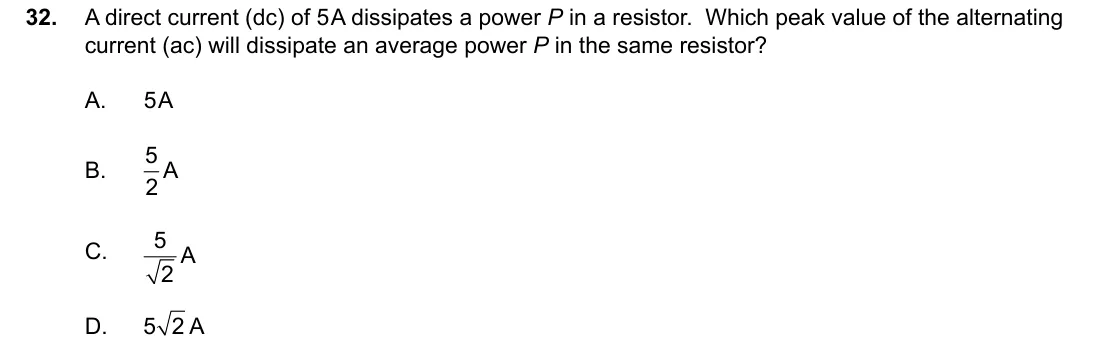 32. A direct current (dc) of 5A dissipates a power P in a resistor. Which peak value of the alternating
current (ac) will dissipate an average power P in the same resistor?
A. 5A
B. 5/2 A
C. 5/√2 A
D. 5√2 A